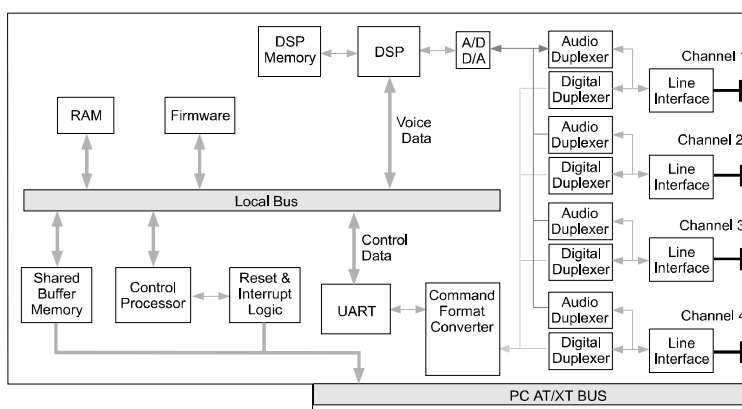 DSP
Memory
DSP
A/D
D/A
Audio
Duplexer
Channel 1
Digital
Duplexer
Line
Interface
RAM
Firmware
Voice
Data
Audio
Duplexer
Channel 2
Digital
Duplexer
Line
Interface
Local Bus
Audio
Duplexer
Channel 3
Digital
Duplexer
Line
Interface
Control
Data
Shared
Buffer
Memory
Control
Processor
Reset &
Interrupt
Logic
UART
Command
Format
Converter
Audio
Duplexer
Channel 4
Digital
Duplexer
Line
Interface
PC AT/XT BUS